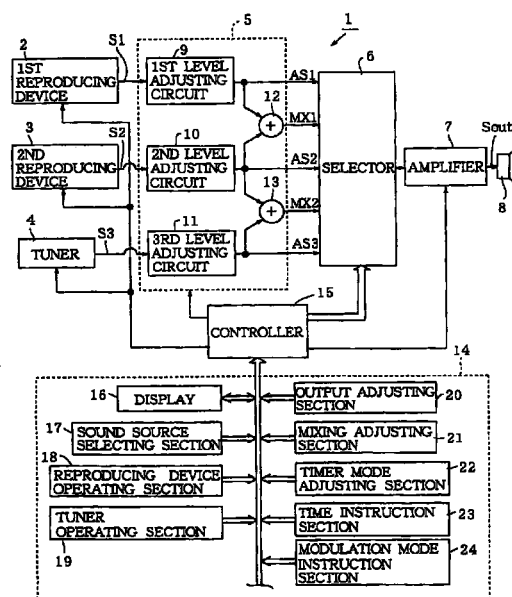 1
2
1ST
REPRODUCING
DEVICE
S1
3
2ND
REPRODUCING
DEVICE
S2
4
TUNER
S3
5
9
1ST LEVEL
ADJUSTING
CIRCUIT
10
2ND LEVEL
ADJUSTING
CIRCUIT
11
3RD LEVEL
ADJUSTING
CIRCUIT
12
+
13
+
AS1
MX1
AS2
MX2
AS3
6
SELECTOR
7
AMPLIFIER
Sout
8
15
CONTROLLER
14
16
DISPLAY
17
SOUND SOURCE
SELECTING SECTION
18
REPRODUCING DEVICE
OPERATING SECTION
TUNER
OPERATING SECTION
19
OUTPUT ADJUSTING
SECTION
20
MIXING ADJUSTING
SECTION
21
TIMER MODE
ADJUSTING SECTION
22
TIME INSTRUCTION
SECTION
23
MODULATION MODE
INSTRUCTION
SECTION
24